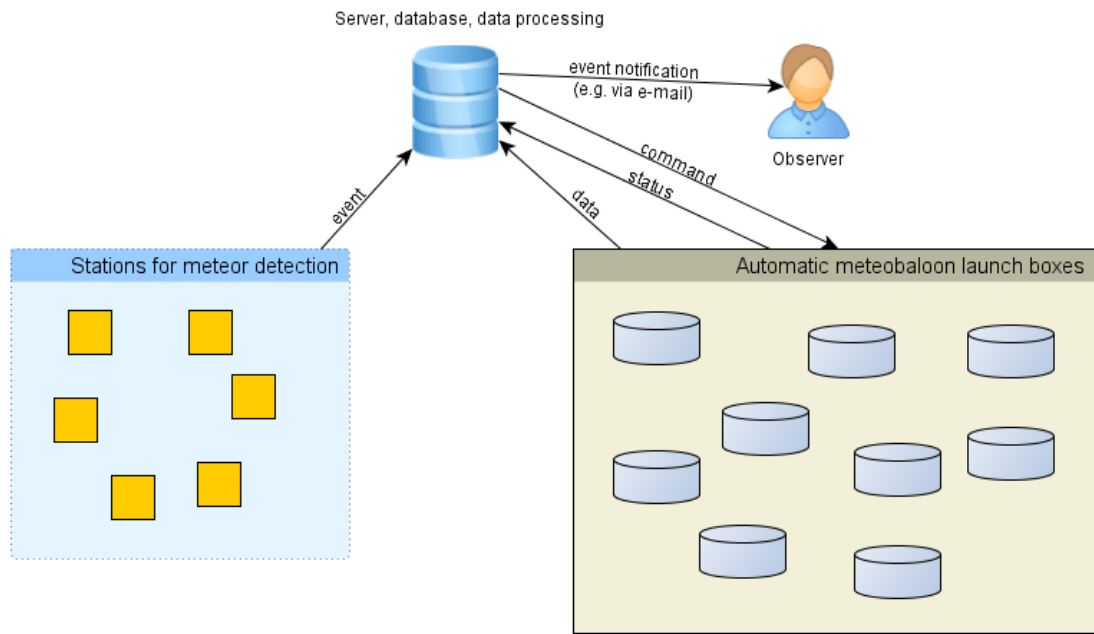 Server, database, data processing
event notification
(e.g. via e-mail)
Observer
command
status
data
event
Stations for meteor detection
Automatic meteobaloon launch boxes